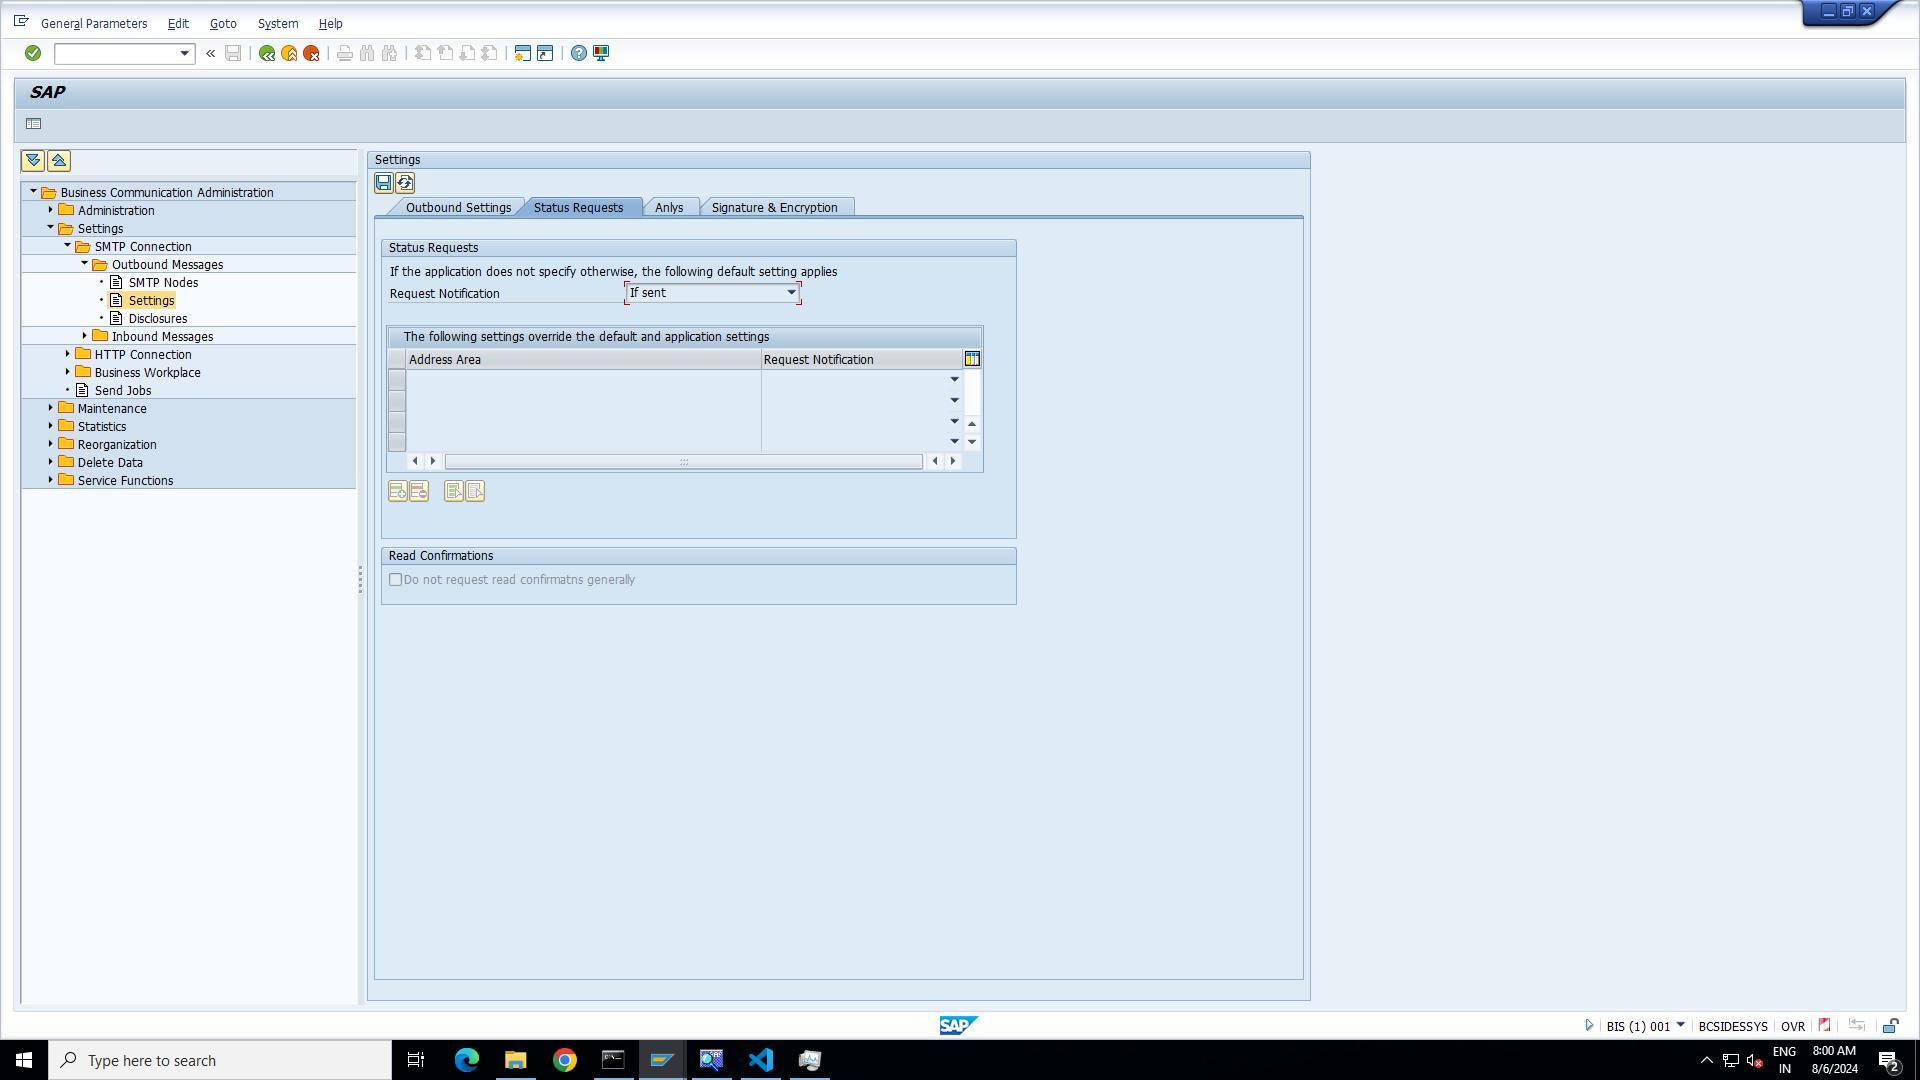 General Parameters Edit Goto System Help
SAP
Settings
Outbound Settings Status Requests Anlys Signature & Encryption
Business Communication Administration
Administration
Settings
SMTP Connection
Outbound Messages
SMTP Nodes
Settings
Disclosures
Inbound Messages
HTTP Connection
Business Workplace
Send Jobs
Maintenance
Statistics
Reorganization
Delete Data
Service Functions
Status Requests
If the application does not specify otherwise, the following default setting applies
Request Notification If sent
The following settings override the default and application settings
Address Area Request Notification
Read Confirmations
Do not request read confirmatns generally
SAP
BIS (1) 001 BCSIDESSYS OVR
Type here to search
ENG
IN
8:00 AM
8/6/2024
2